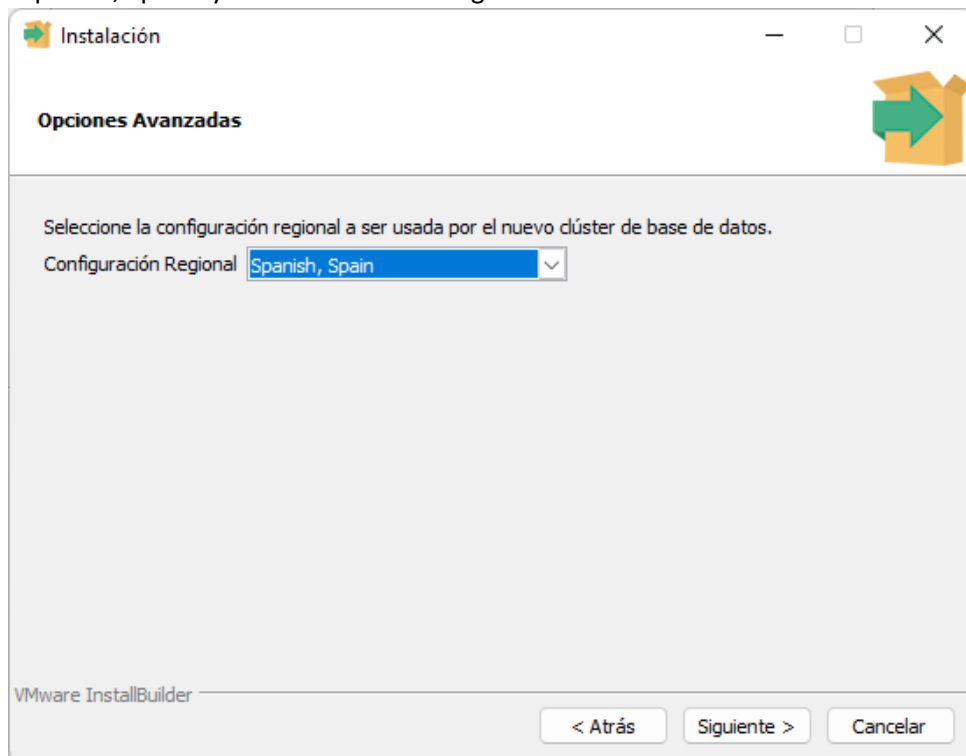 Instalación
Opciones Avanzadas
Seleccione la configuración regional a ser usada por el nuevo clúster de base de datos.
Configuración Regional Spanish, Spain
VMware InstallBuilder
< Atrás Siguiente > Cancelar